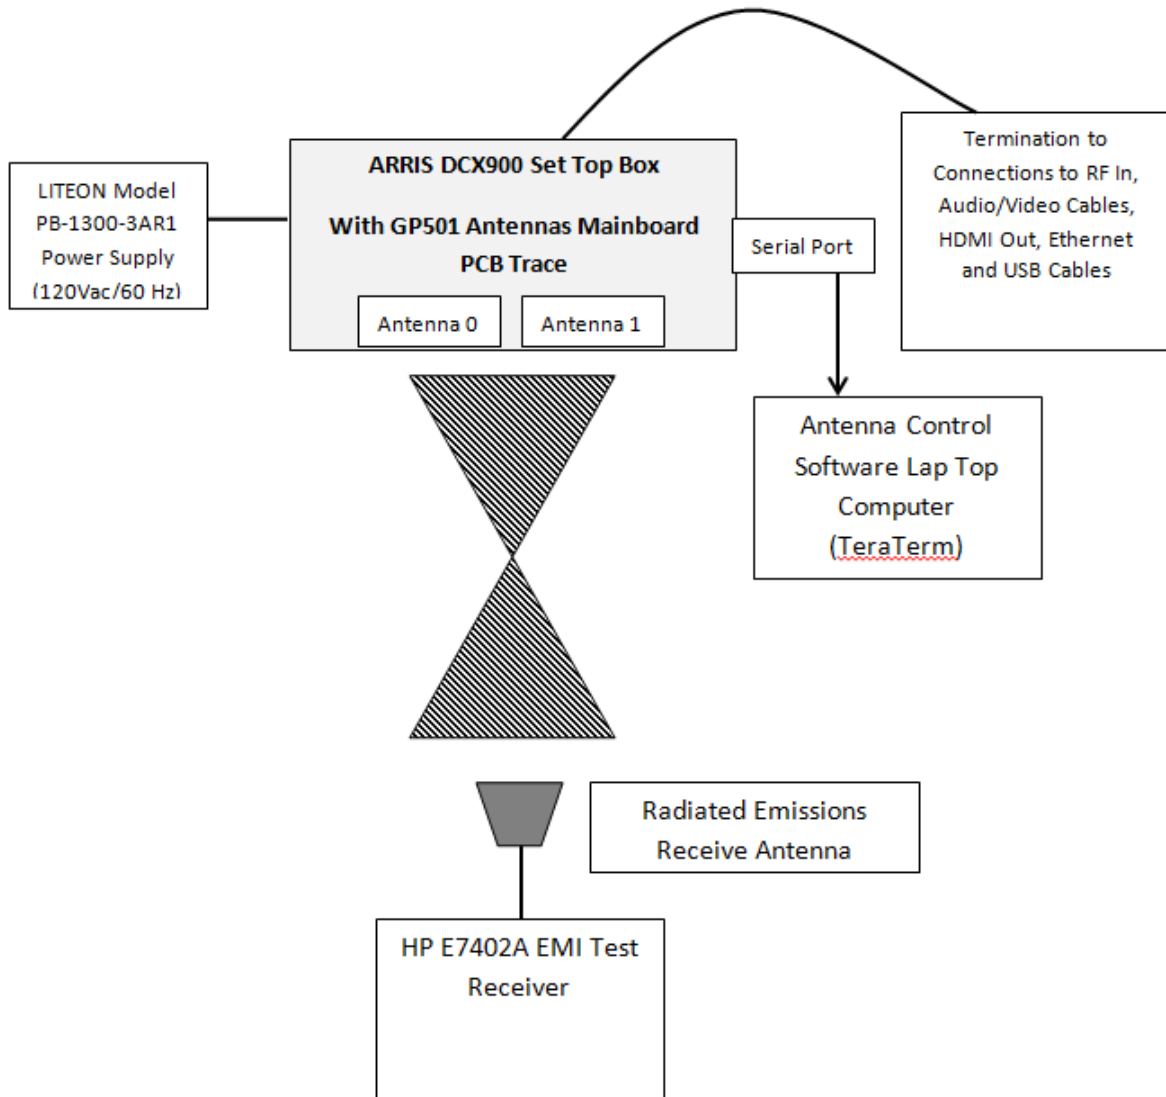 LITEON Model
PB-1300-3AR1
Power Supply
(120Vac/60 Hz)
ARRIS DCX900 Set Top Box
With GP501 Antennas Mainboard
PCB Trace
Antenna 0
Antenna 1
Serial Port
Termination to
Connections to RF In,
Audio/Video Cables,
HDMI Out, Ethernet
and USB Cables
Antenna Control
Software Lap Top
Computer
(TeraTerm)
Radiated Emissions
Receive Antenna
HP E7402A EMI Test
Receiver